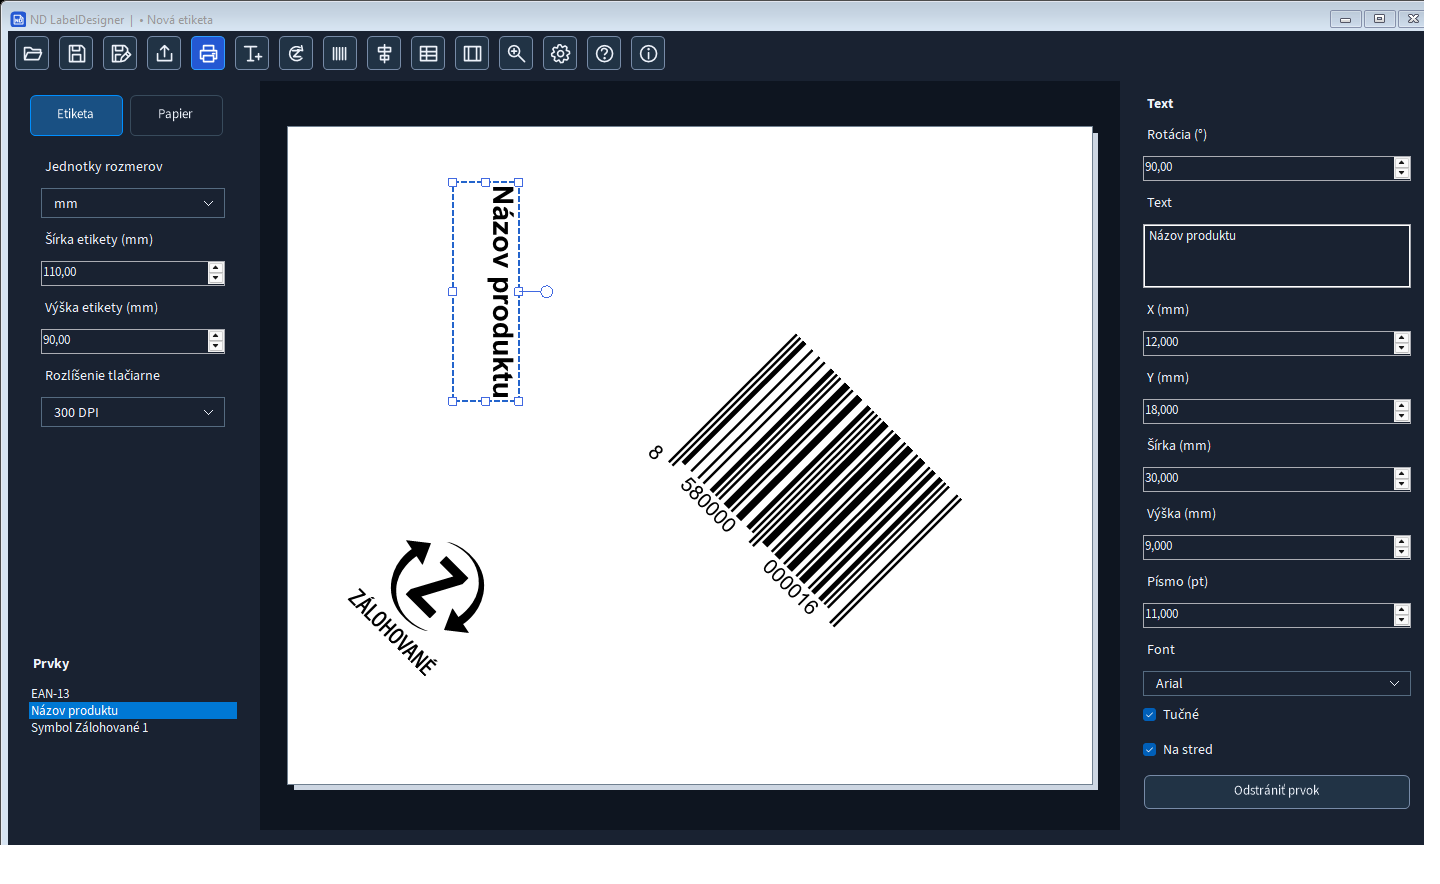 ND LabelDesigner | • Nová etiketa
Etiketa
Papier
Jednotky rozmerov
mm
Šírka etikety (mm)
110,00
Výška etikety (mm)
90,00
Rozlíšenie tlačiarne
300 DPI
Prvky
EAN-13
Názov produktu
Symbol Zálohované 1
Názov produktu
8
580000
000016
Z
ZÁLOHOVANÉ
Text
Rotácia (°)
90,00
Text
Názov produktu
X (mm)
12,000
Y (mm)
18,000
Šírka (mm)
30,000
Výška (mm)
9,000
Písmo (pt)
11,000
Font
Arial
Tučné
Na stred
Odstrániť prvok